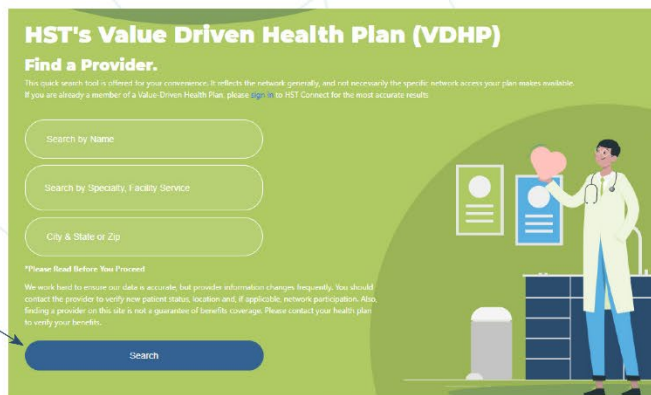 HST's Value Driven Health Plan (VDHP)
Find a Provider.
This quick search tool is offered for your convenience. It reflects the network generally, and not necessarily the specific network access your plan makes available.
If you are already a member of a Value-Driven Health Plan, please sign in to HST Connect for the most accurate results.
Search by Name
Search by Specialty, Facility Service
City & State or Zip
*Please Read Before You Proceed
We work hard to ensure our data is accurate, but provider information changes frequently. You should
contact the provider to verify new patient status, location and, if applicable, network participation. Also,
finding a provider on this site is not a guarantee of benefits coverage. Please contact your health plan
to verify your benefits.
Search